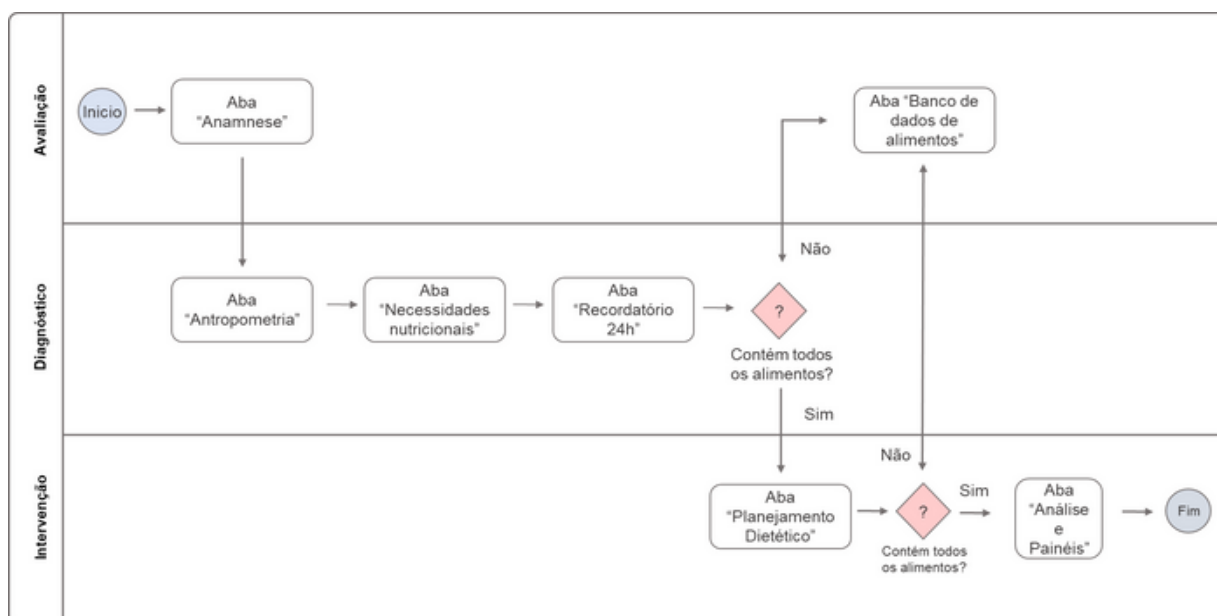 Avaliação
Início
Aba
“Anamnese”
Aba “Banco de
dados de
alimentos”
Diagnóstico
Aba
“Antropometria”
Aba
“Necessidades
nutricionais”
Aba
“Recordatório
24h”
Não
?
Contém todos
os alimentos?
Sim
Intervenção
Aba
“Planejamento
Dietético”
Não
?
Contém todos
os alimentos?
Sim
Aba
“Análise
e
Painéis”
Fim